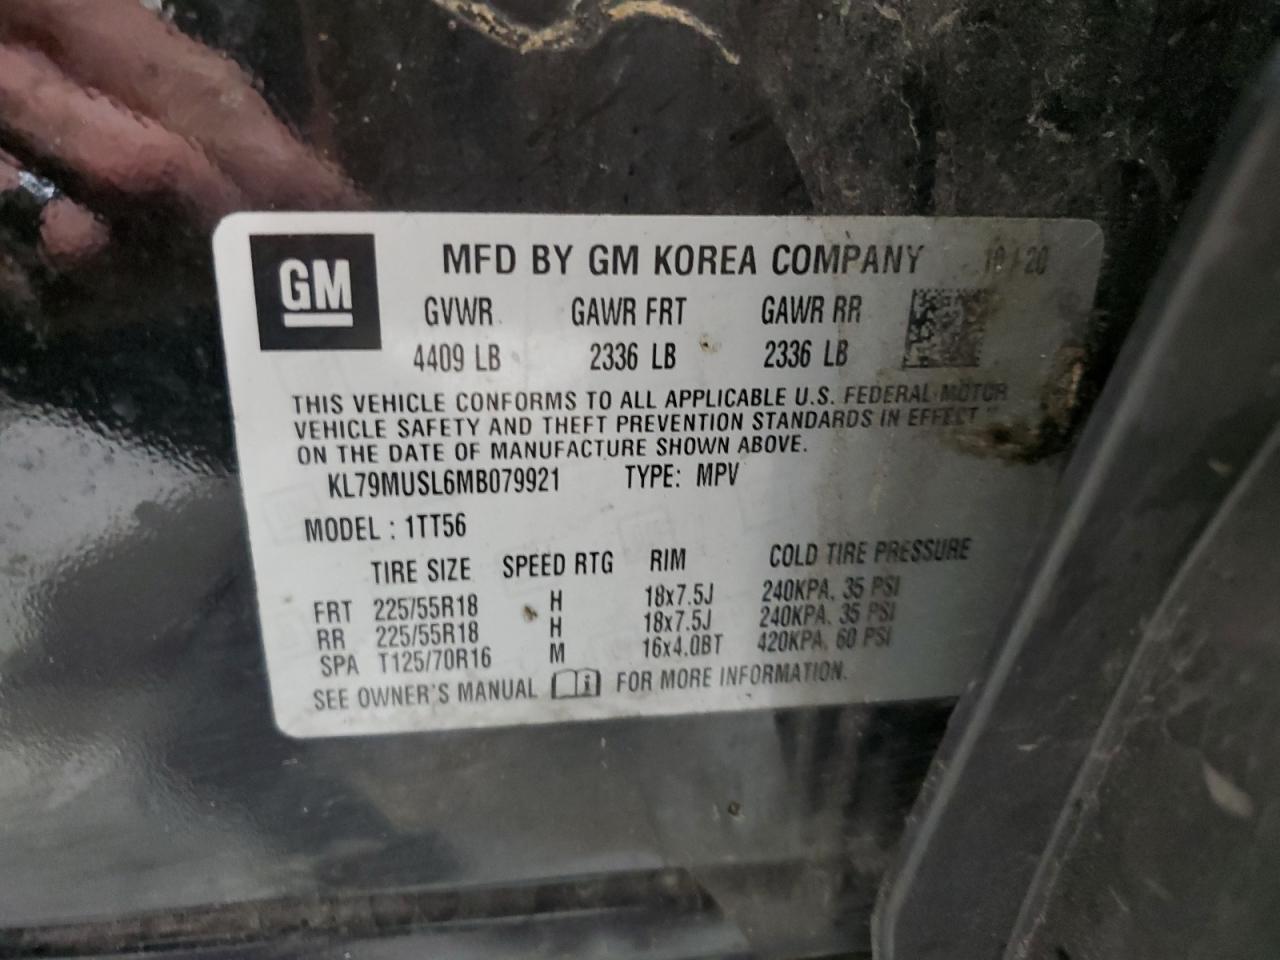 GM
MFD BY GM KOREA COMPANY 10/20
GVWR GAWR FRT GAWR RR
4409 LB 2336 LB 2336 LB
THIS VEHICLE CONFORMS TO ALL APPLICABLE U.S. FEDERAL MOTOR
VEHICLE SAFETY AND THEFT PREVENTION STANDARDS IN EFFECT
ON THE DATE OF MANUFACTURE SHOWN ABOVE.
KL79MUSL6MB079921 TYPE: MPV
MODEL : 1TT56
TIRE SIZE SPEED RTG RIM COLD TIRE PRESSURE
FRT 225/55R18 H 18x7.5J 240KPA, 35 PSI
RR 225/55R18 H 18x7.5J 240KPA, 35 PSI
SPA T125/70R16 M 16x4.0BT 420KPA, 60 PSI
SEE OWNER'S MANUAL i FOR MORE INFORMATION.